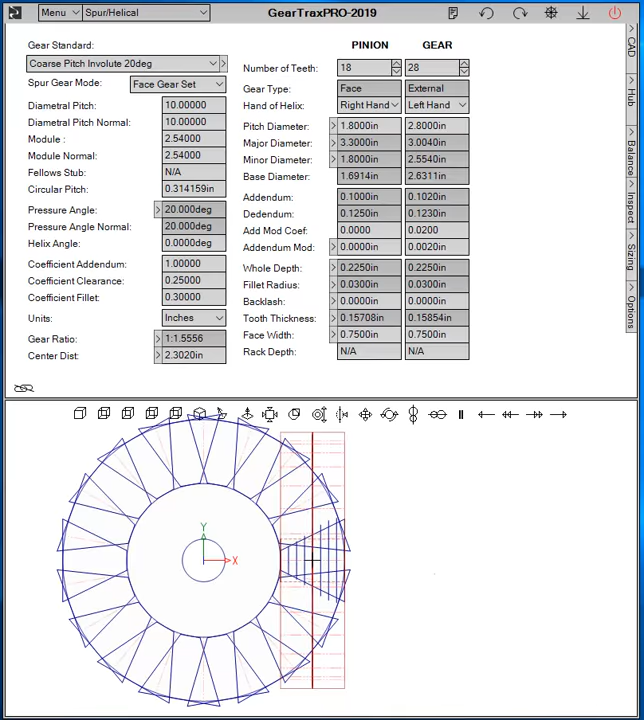 Menu Spur/Helical GearTraxPRO-2019
Gear Standard:
Coarse Pitch Involute 20deg
Spur Gear Mode: Face Gear Set
Diametral Pitch: 10.00000
Diametral Pitch Normal: 10.00000
Module : 2.54000
Module Normal: 2.54000
Fellows Stub: N/A
Circular Pitch: 0.314159in
Pressure Angle: 20.000deg
Pressure Angle Normal: 20.000deg
Helix Angle: 0.0000deg
Coefficient Addendum: 1.00000
Coefficient Clearance: 0.25000
Coefficient Fillet: 0.30000
Units: Inches
Gear Ratio: 1:1.5556
Center Dist: 2.3020in
PINION GEAR
Number of Teeth: 18 28
Gear Type: Face External
Hand of Helix: Right Hand Left Hand
Pitch Diameter: 1.8000in 2.8000in
Major Diameter: 3.3000in 3.0040in
Minor Diameter: 1.8000in 2.5540in
Base Diameter: 1.6914in 2.6311in
Addendum: 0.1000in 0.1020in
Dedendum: 0.1250in 0.1230in
Add Mod Coef: 0.0000 0.0200
Addendum Mod: 0.0000in 0.0020in
Whole Depth: 0.2250in 0.2250in
Fillet Radius: 0.0300in 0.0300in
Backlash: 0.0000in 0.0000in
Tooth Thickness: 0.15708in 0.15854in
Face Width: 0.7500in 0.7500in
Rack Depth: N/A N/A
CAD
Hub
Balance
Inspect
Sizing
Options
Y
X